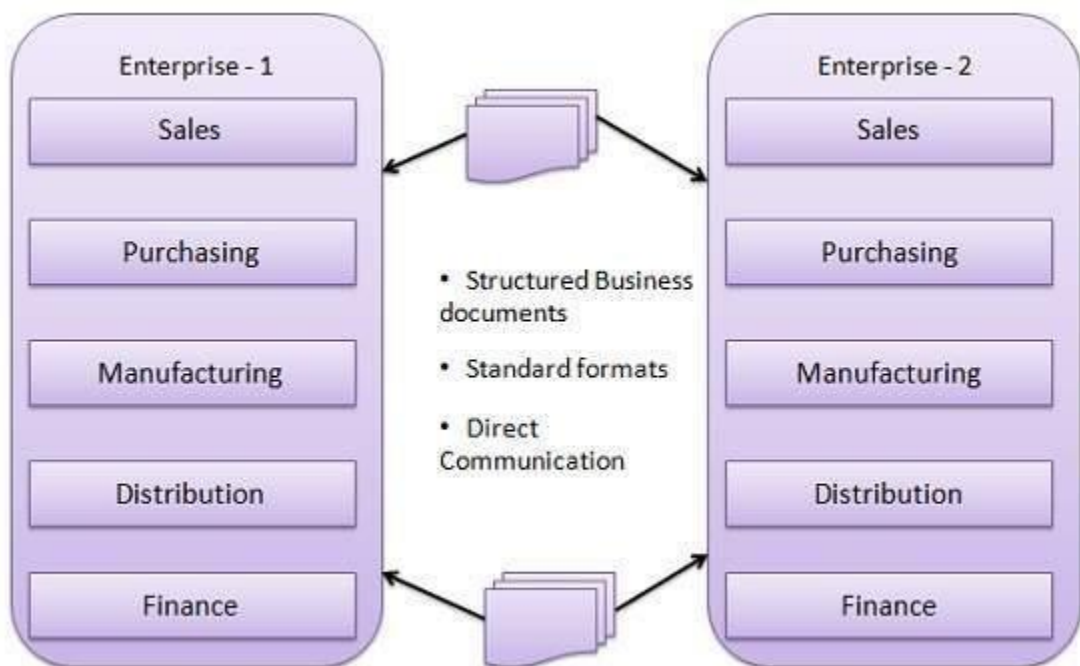 Enterprise - 1
Sales
Purchasing
Manufacturing
Distribution
Finance
• Structured Business
documents
• Standard formats
• Direct
Communication
Enterprise - 2
Sales
Purchasing
Manufacturing
Distribution
Finance